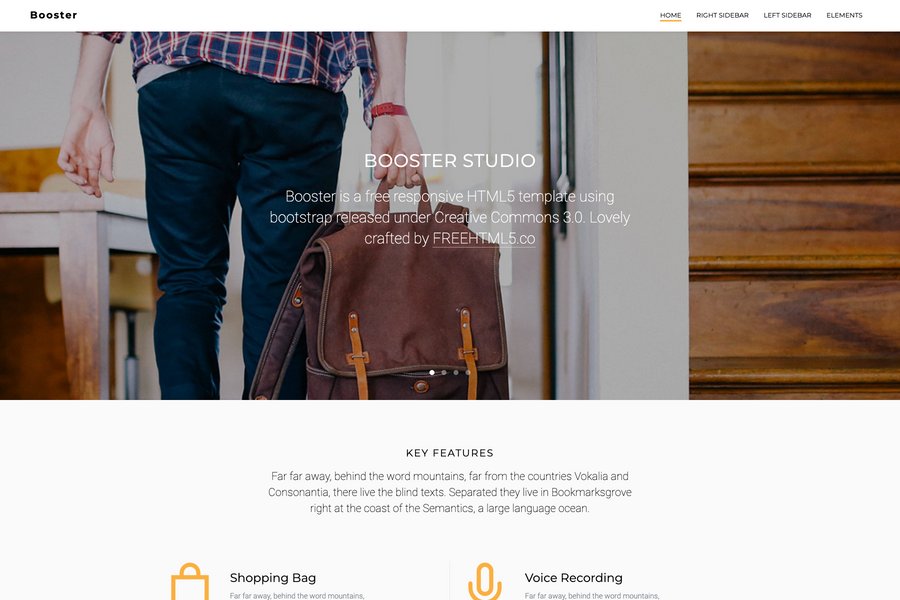 Booster
HOME RIGHT SIDEBAR LEFT SIDEBAR ELEMENTS
BOOSTER STUDIO
Booster is a free responsive HTML5 template using
bootstrap released under Creative Commons 3.0. Lovely
crafted by FREEHTML5.co
KEY FEATURES
Far far away, behind the word mountains, far from the countries Vokalia and
Consonantia, there live the blind texts. Separated they live in Bookmarksgrove
right at the coast of the Semantics, a large language ocean.
Shopping Bag
Far far away, behind the word mountains,
Voice Recording
Far far away, behind the word mountains,